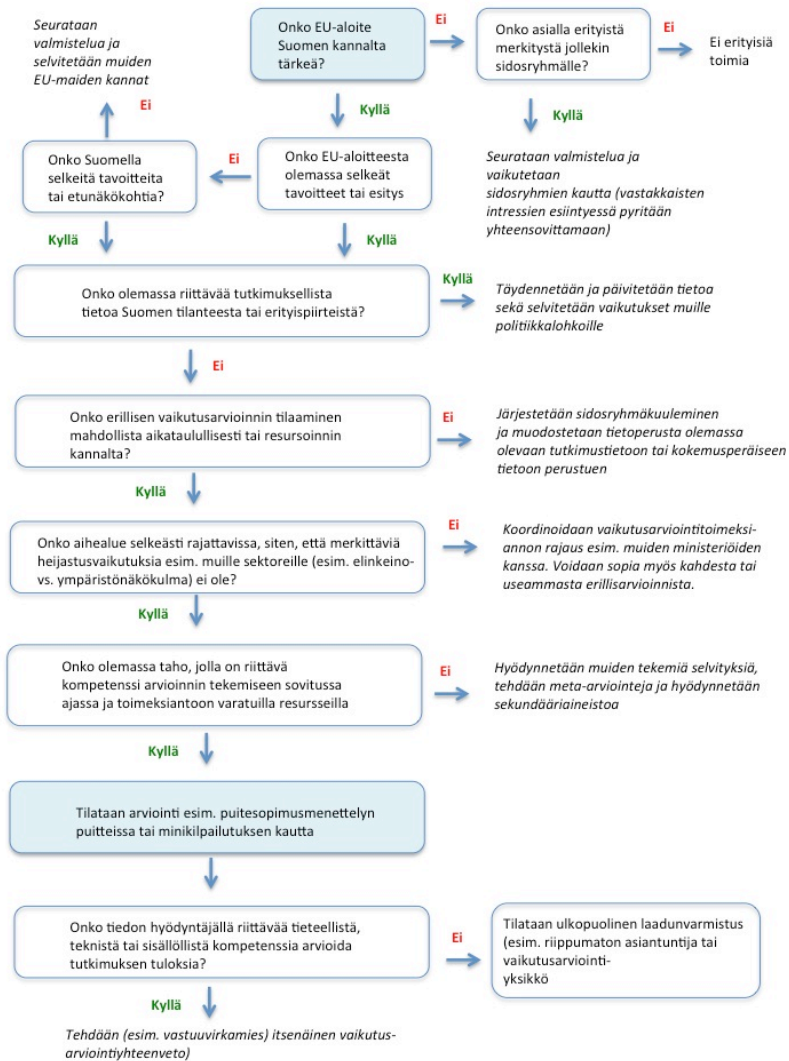 Seurataan
valmistelua ja
selvitetään muiden
EU-maiden kannat
Onko EU-aloite
Suomen kannalta
tärkeä?
Ei
Onko asialla erityistä
merkitystä jollekin
sidosryhmälle?
Ei
Ei erityisiä
toimia
Ei
Kyllä
Kyllä
Onko Suomella
selkeitä tavoitteita
tai etunäkökohtia?
Ei
Onko EU-aloitteesta
olemassa selkeät
tavoitteet tai esitys
Seurataan valmistelua ja
vaikutetaan
sidosryhmien kautta (vastakkaisten
intressien esiintyessä pyritään
yhteensovittamaan)
Kyllä
Kyllä
Onko olemassa riittävää tutkimuksellista
tietoa Suomen tilanteesta tai erityispiirteistä?
Kyllä
Täydennetään ja päivitetään tietoa
sekä selvitetään vaikutukset muille
politiikkalohkoille
Ei
Onko erillisen vaikutusarvioinnin tilaaminen
mahdollista aikataulullisesti tai resursoinnin
kannalta?
Ei
Järjestetään sidosryhmäkuuleminen
ja muodostetaan tietoperusta olemassa
olevaan tutkimustietoon tai kokemusperäiseen
tietoon perustuen
Kyllä
Onko aihealue selkeästi rajattavissa, siten, että merkittäviä
heijastusvaikutuksia esim. muille sektoreille (esim. elinkeino-
vs. ympäristönäkökulma) ei ole?
Ei
Koordinoidaan vaikutusarviointitoimeksi-
annon rajaus esim. muiden ministeriöiden
kanssa. Voidaan sopia myös kahdesta tai
useammasta erillisarvioinnista.
Kyllä
Onko olemassa taho, jolla on riittävä
kompetenssi arvioinnin tekemiseen sovitussa
ajassa ja toimeksiantoon varatuilla resursseilla
Ei
Hyödynnetään muiden tekemiä selvityksiä,
tehdään meta-arviointeja ja hyödynnetään
sekundääriaineistoa
Kyllä
Tilataan arviointi esim. puitesopimusmenettelyn
puitteissa tai minikilpailutuksen kautta
Onko tiedon hyödyntäjällä riittävää tieteellistä,
teknistä tai sisällöllistä kompetenssia arvioida
tutkimuksen tuloksia?
Ei
Tilataan ulkopuolinen laadunvarmistus
(esim. riippumaton asiantuntija tai
vaikutusarviointi-
yksikkö
Kyllä
Tehdään (esim. vastuuvirkamies) itsenäinen vaikutus-
arviointiyhteenveto)